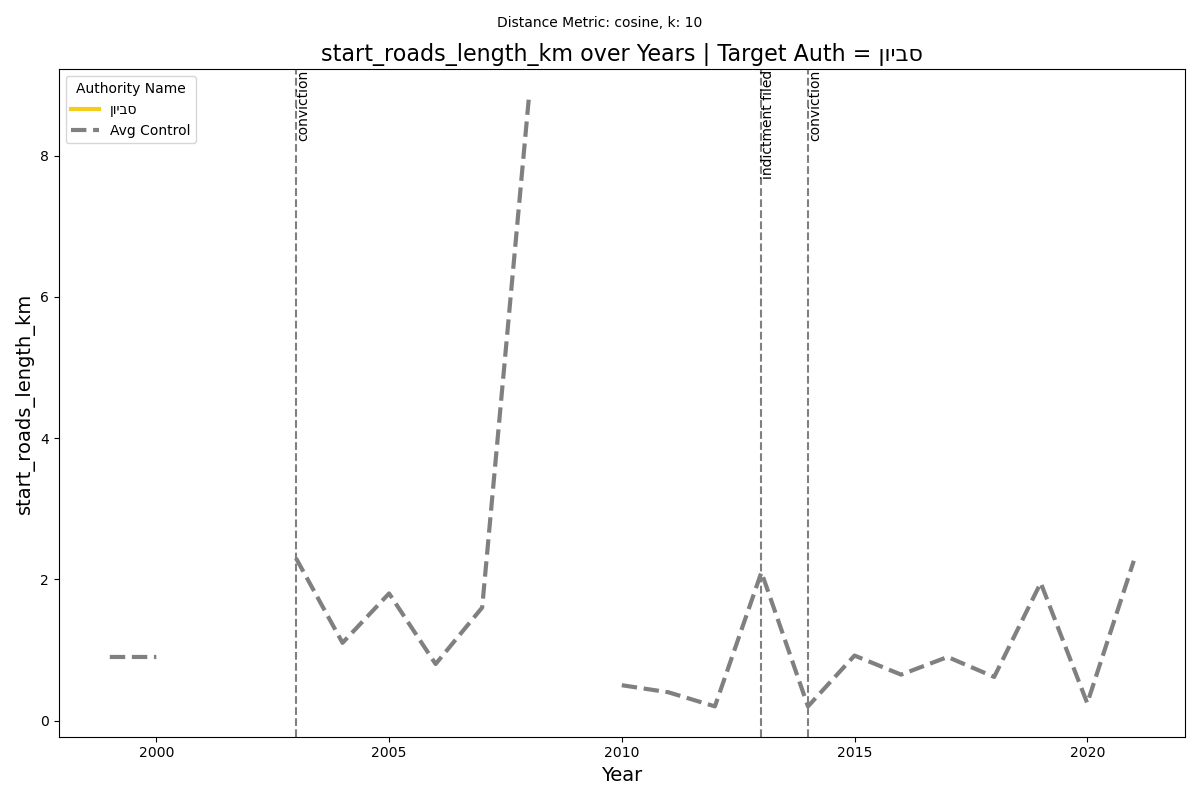 Distance Metric: cosine, k: 10
start_roads_length_km over Years | Target Auth = סביון
Authority Name
סביון
Avg Control
conviction
indictment filed
conviction
8
6
4
2
0
start_roads_length_km
2000
2005
2010
2015
2020
Year